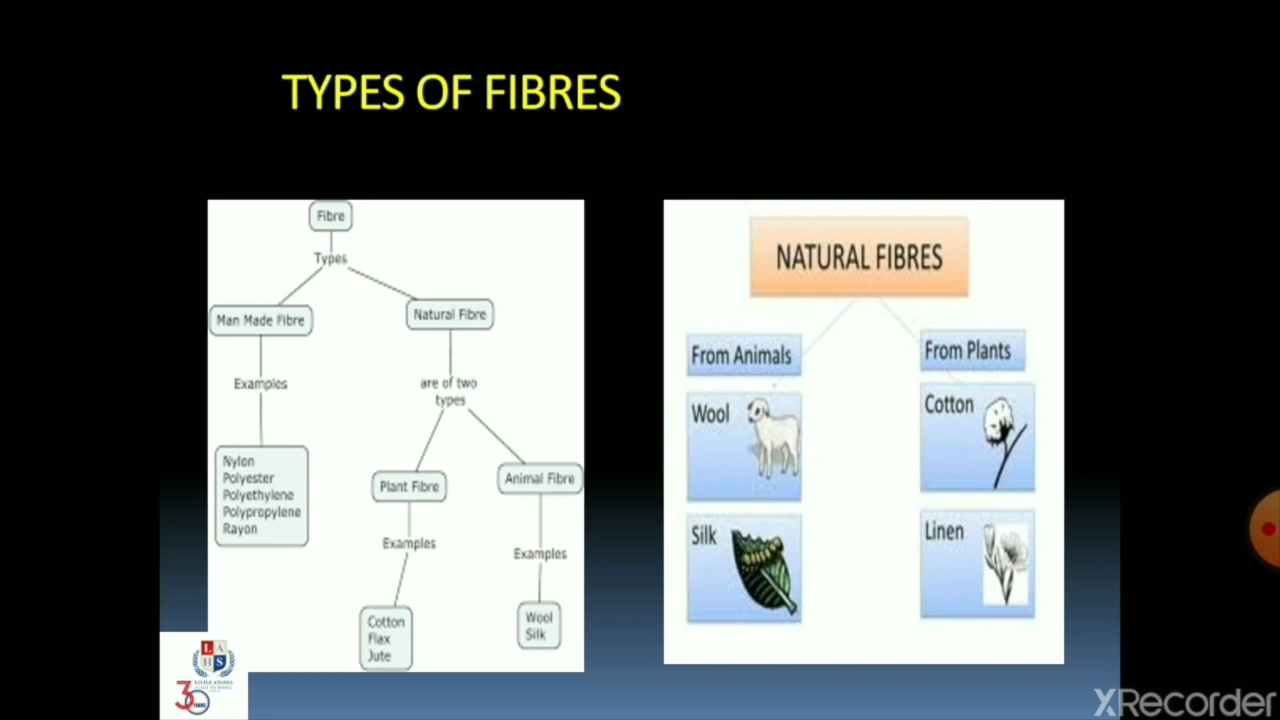 TYPES OF FIBRES
Fibre
Types
Man Made Fibre
Natural Fibre
Examples
are of two
types
Nylon
Polyester
Polyethylene
Polypropylene
Rayon
Plant Fibre
Animal Fibre
Examples
Examples
Cotton
Flax
Jute
Wool
Silk
NATURAL FIBRES
From Animals
From Plants
Wool
Cotton
Silk
Linen
L A
H S
30
YEARS
XRecorder